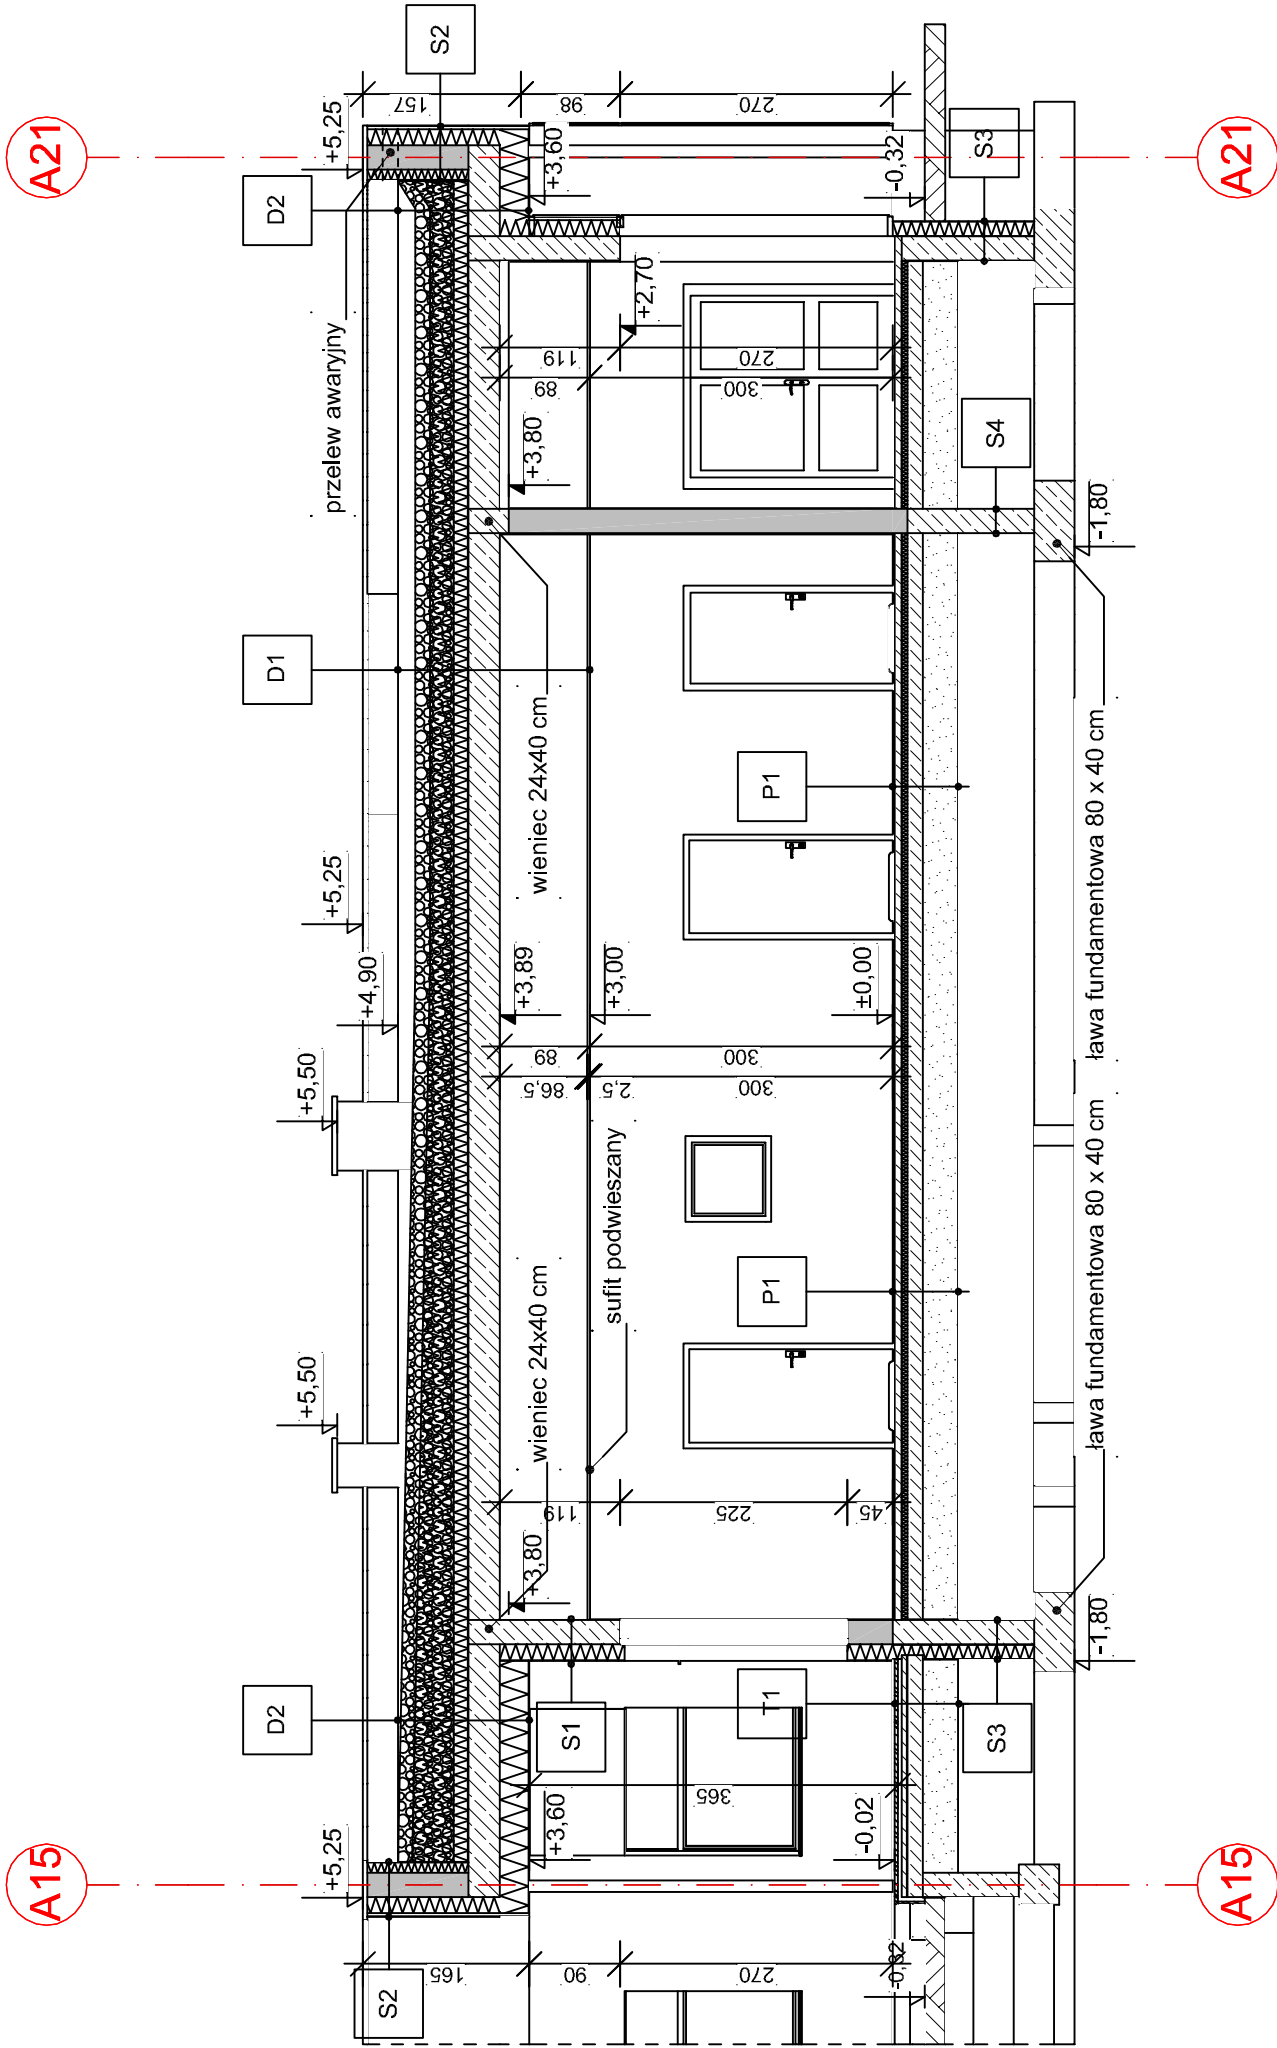 A15
A21
S2
+5,25
D2
+5,50
+5,50
+4,90
+5,25
D1
przelew awaryjny
D2
+5,25
S2
165
90
270
-0,32
+3,60
365
-0,02
S1
T1
S3
+3,80
wieniec 24x40 cm
119
225
45
sufit podwieszany
P1
86,5
2,5
300
89
300
+3,89
+3,00
±0,00
wieniec 24x40 cm
P1
+3,80
89
300
119
270
+2,70
S4
+3,60
-0,32
S3
157
98
270
-1,80
ława fundamentowa 80 x 40 cm
ława fundamentowa 80 x 40 cm
-1,80
A15
A21